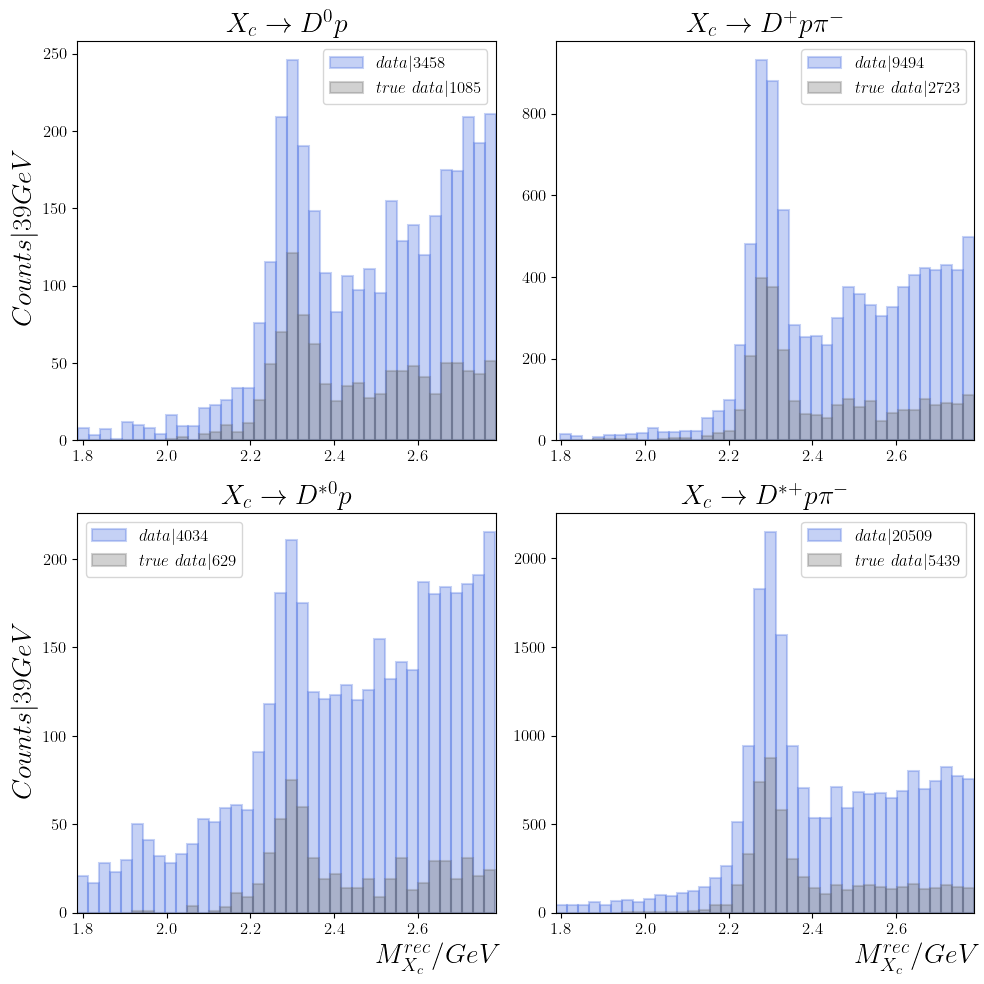 X_c → D^0 p
X_c → D^+ p π^−
250
200
150
100
50
0
Counts|39GeV
data|3458
true data|1085
1.8 2.0 2.2 2.4 2.6
800
600
400
200
0
data|9494
true data|2723
1.8 2.0 2.2 2.4 2.6
X_c → D^{*0} p
X_c → D^{*+} p π^−
200
150
100
50
0
Counts|39GeV
data|4034
true data|629
1.8 2.0 2.2 2.4 2.6
M^{rec}_{X_c}/GeV
2000
1500
1000
500
0
data|20509
true data|5439
1.8 2.0 2.2 2.4 2.6
M^{rec}_{X_c}/GeV